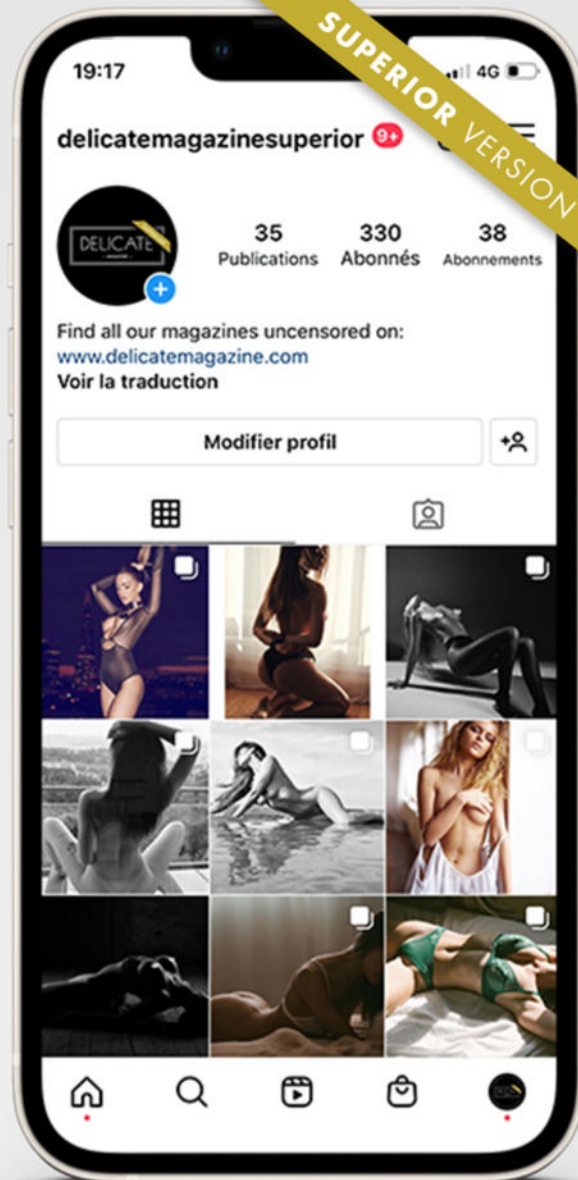 SUPERIOR VERSION
19:17
4G
delicatemagazinesuperior 9+
DELICATE
35 330 38
Publications Abonnés Abonnements
Find all our magazines uncensored on:
www.delicatemagazine.com
Voir la traduction
Modifier profil